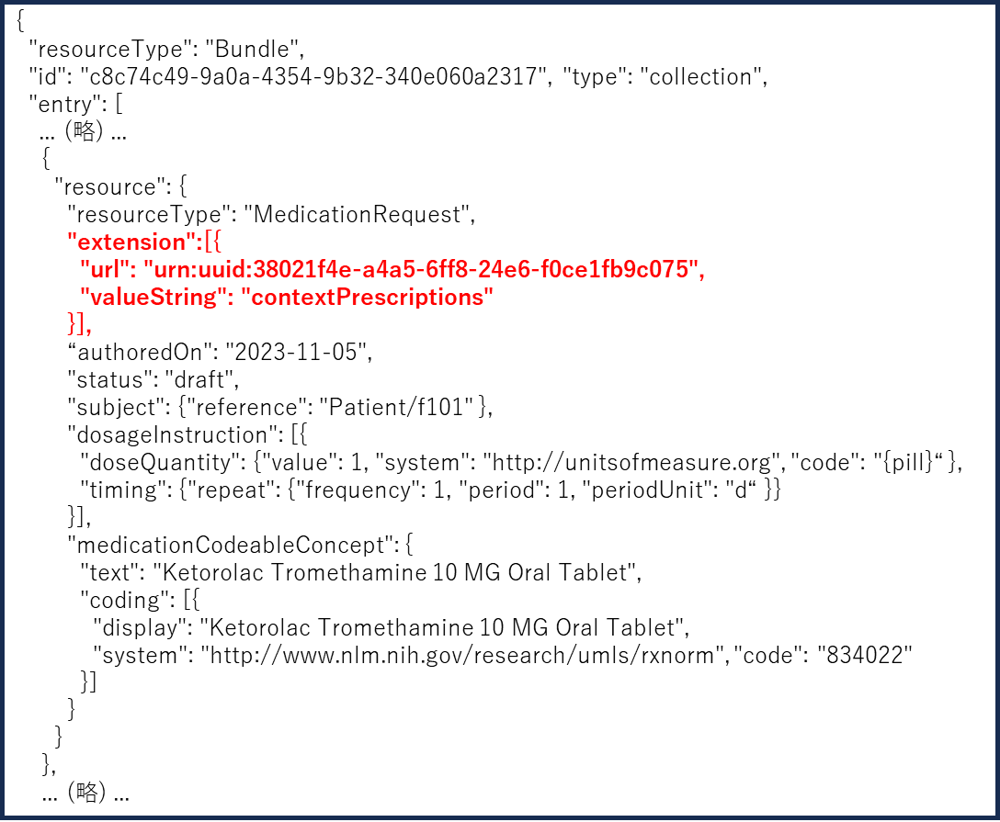 {
"resourceType": "Bundle",
"id": "c8c74c49-9a0a-4354-9b32-340e060a2317", "type": "collection",
"entry": [
... (略) ...
{
"resource": {
"resourceType": "MedicationRequest",
"extension":[{
"url": "urn:uuid:38021f4e-a4a5-6ff8-24e6-f0ce1fb9c075",
"valueString": "contextPrescriptions"
}],
“authoredOn": "2023-11-05",
"status": "draft",
"subject": {"reference": "Patient/f101" },
"dosageInstruction": [{
"doseQuantity": {"value": 1, "system": "http://unitsofmeasure.org", "code": "{pill}“ },
"timing": {"repeat": {"frequency": 1, "period": 1, "periodUnit": "d“ }}
}],
"medicationCodeableConcept": {
"text": "Ketorolac Tromethamine 10 MG Oral Tablet",
"coding": [{
"display": "Ketorolac Tromethamine 10 MG Oral Tablet",
"system": "http://www.nlm.nih.gov/research/umls/rxnorm", "code": "834022"
}]
}
}
},
... (略) ...